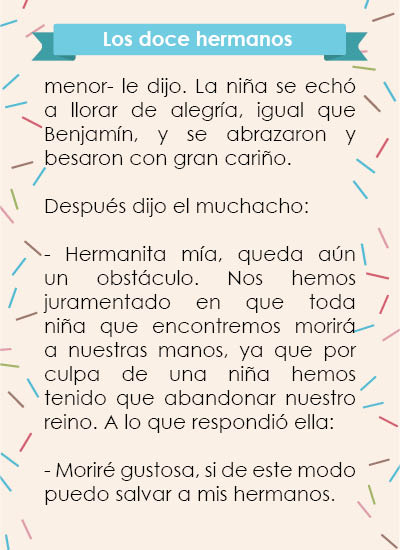 Los doce hermanos
menor- le dijo. La niña se echó
a llorar de alegría, igual que
Benjamín, y se abrazaron y
besaron con gran cariño.
Después dijo el muchacho:
- Hermanita mía, queda aún
un obstáculo. Nos hemos
juramentado en que toda
niña que encontremos morirá
a nuestras manos, ya que por
culpa de una niña hemos
tenido que abandonar nuestro
reino. A lo que respondió ella:
- Moriré gustosa, si de este modo
puedo salvar a mis hermanos.